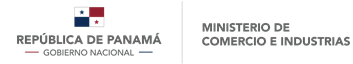 REPÚBLICA DE PANAMÁ
GOBIERNO NACIONAL
MINISTERIO DE
COMERCIO E INDUSTRIAS